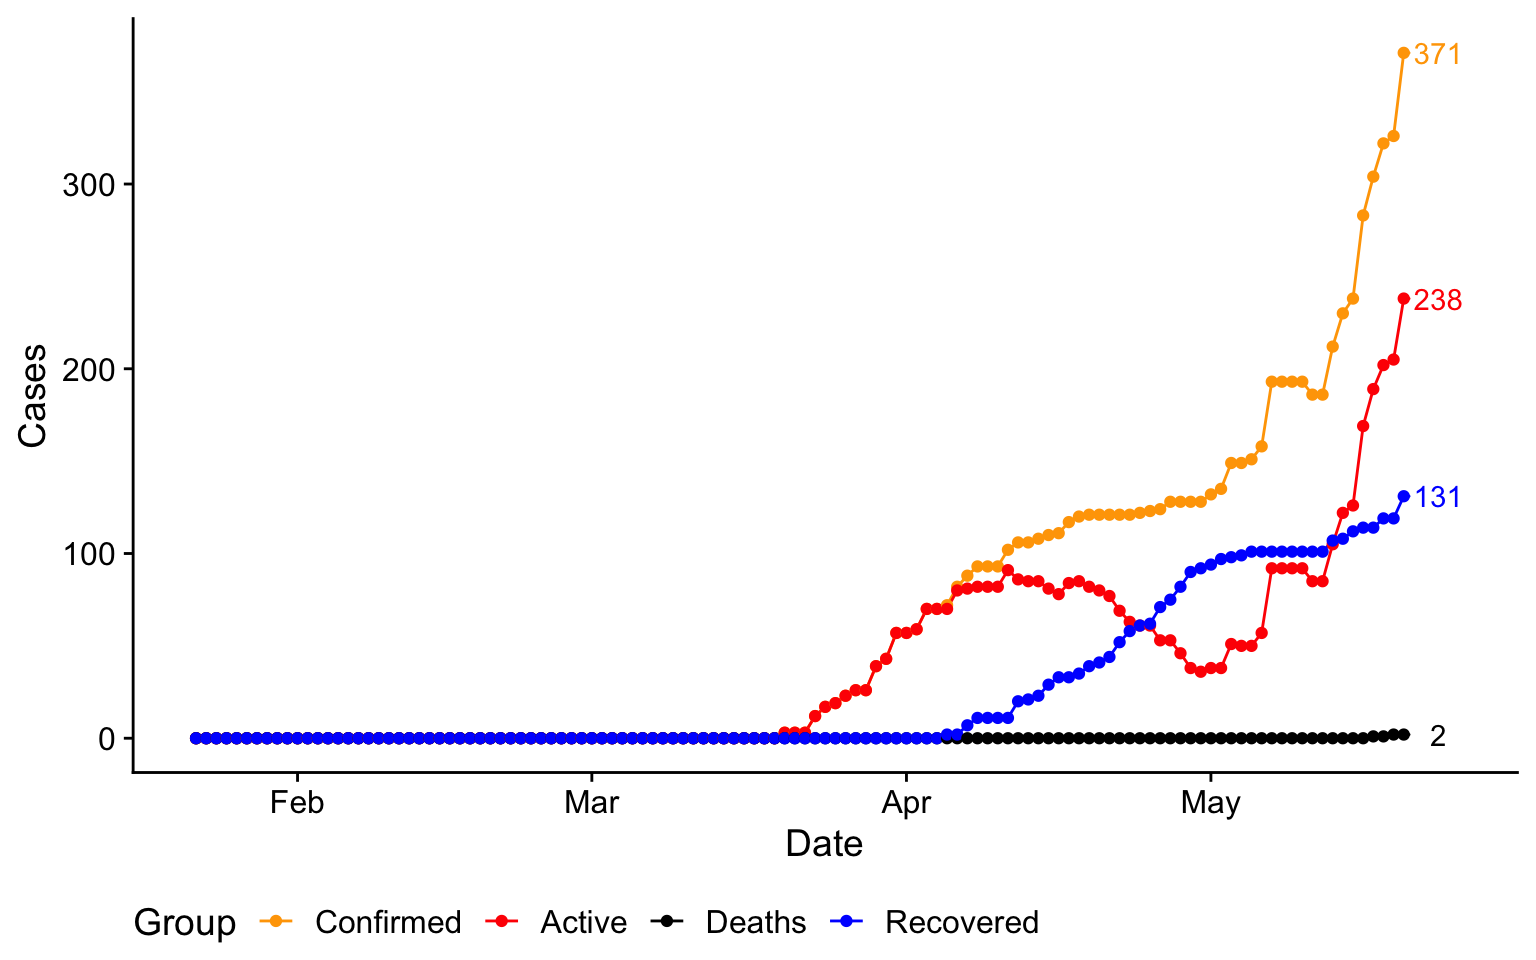 371
300
238
Cases
200
131
100
0
2
Feb Mar Apr May
Date
Group Confirmed Active Deaths Recovered